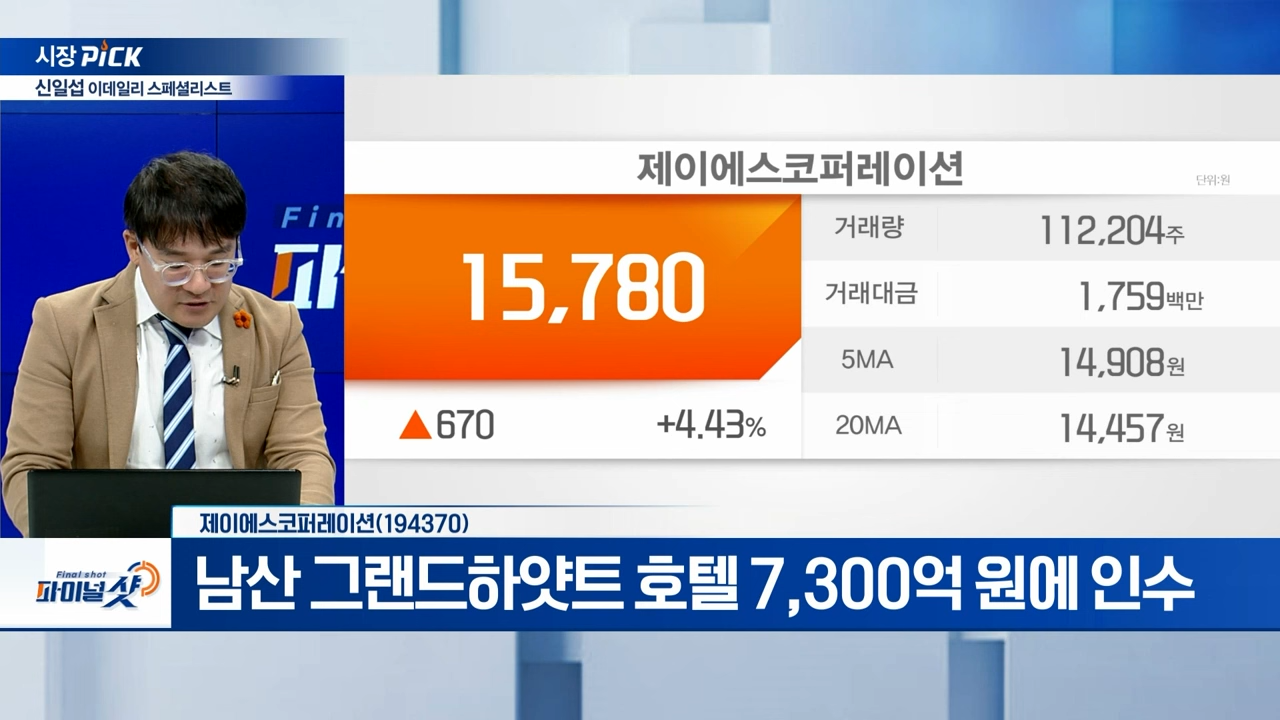 시장 PiCK
신일섭 이데일리 스페셜리스트
Fin
파
제이에스코퍼레이션
단위:원
15,780
▲670 +4.43%
거래량 112,204주
거래대금 1,759백만
5MA 14,908원
20MA 14,457원
제이에스코퍼레이션(194370)
Final shot
파이널샷
남산 그랜드하얏트 호텔 7,300억 원에 인수